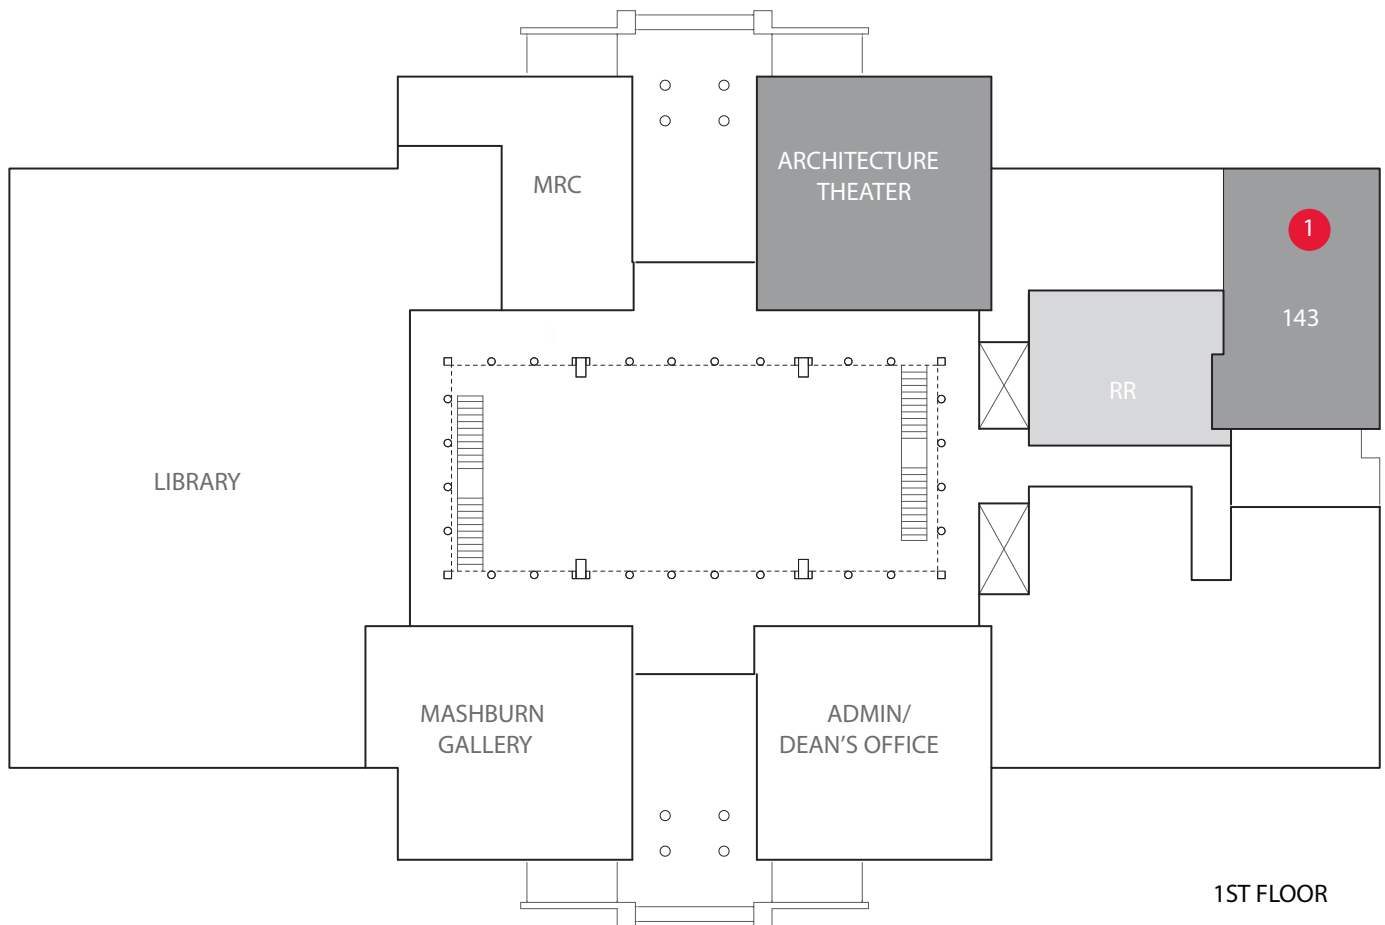 MRC
ARCHITECTURE
THEATER
1
143
RR
LIBRARY
MASHBURN
GALLERY
ADMIN/
DEAN'S OFFICE
1ST FLOOR